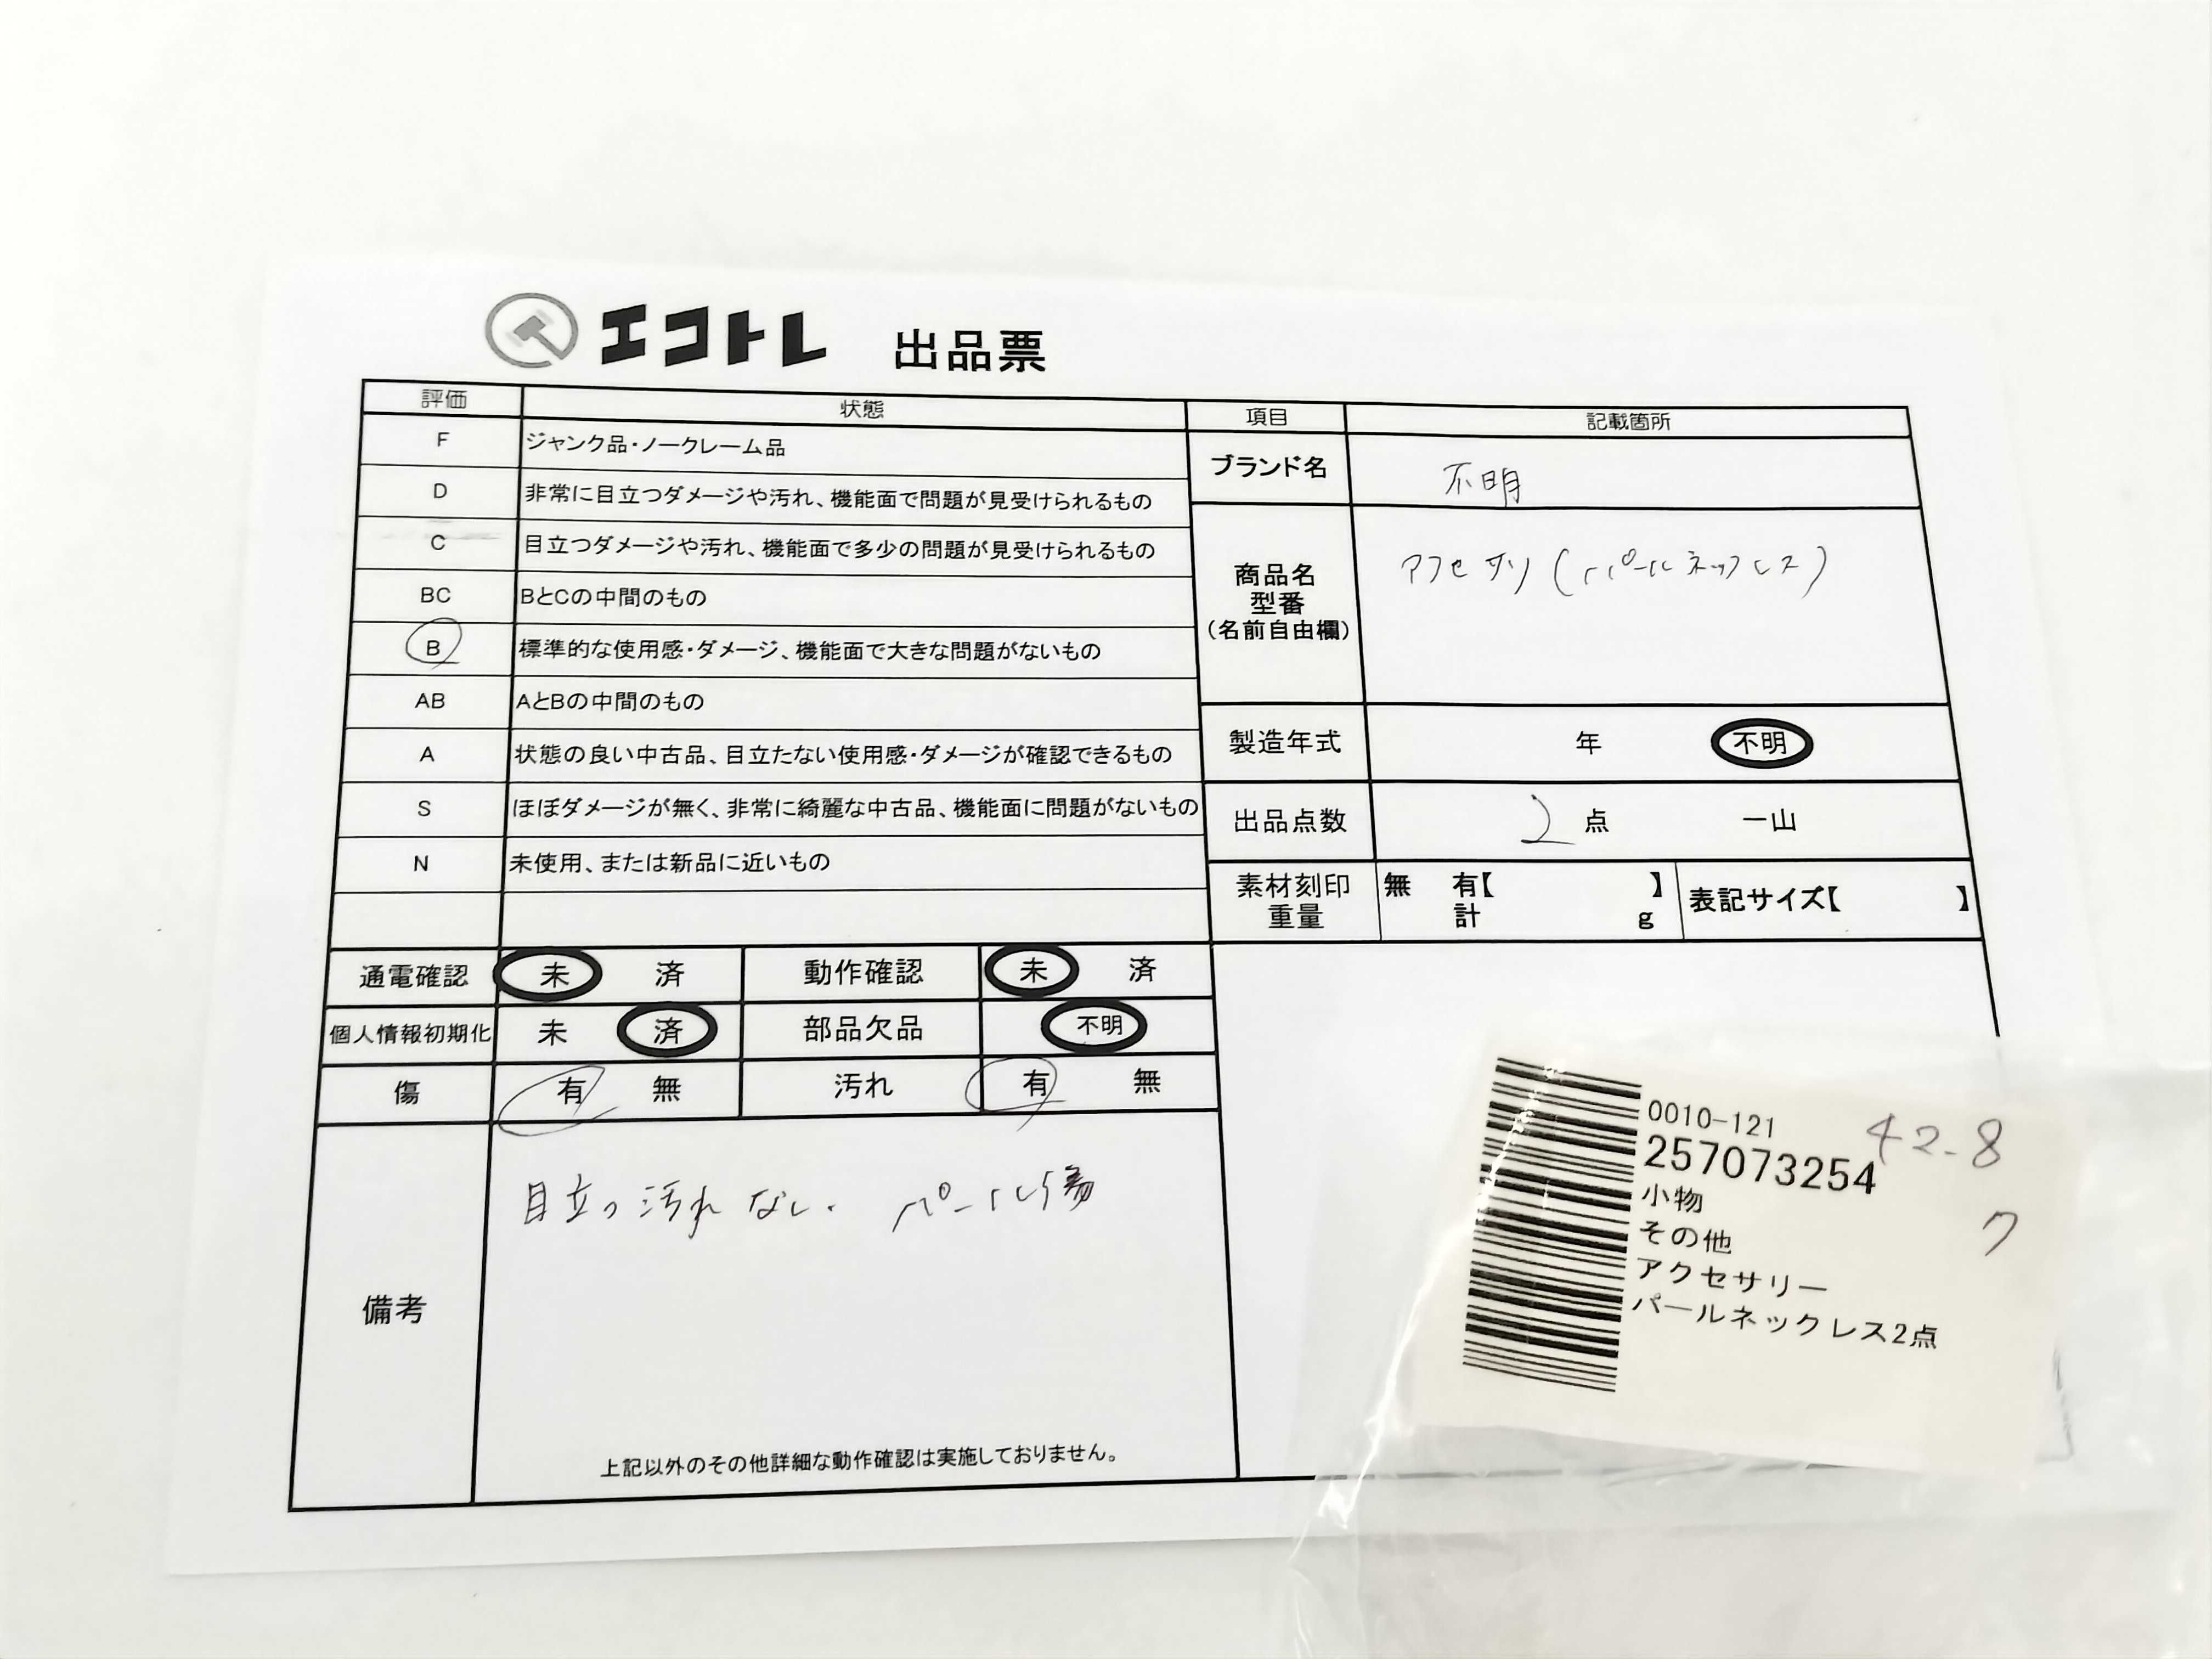 エコトレ 出品票
評価 状態 項目 記載箇所
F ジャンク品・ノークレーム品
D 非常に目立つダメージや汚れ、機能面で問題が見受けられるもの
C 目立つダメージや汚れ、機能面で多少の問題が見受けられるもの
BC BとCの中間のもの
B 標準的な使用感・ダメージ、機能面で大きな問題がないもの
AB AとBの中間のもの
A 状態の良い中古品、目立たない使用感・ダメージが確認できるもの
S ほぼダメージが無く、非常に綺麗な中古品、機能面に問題がないもの
N 未使用、または新品に近いもの
ブランド名 不明
商品名
型番
(名前自由欄)
アクセサリ(パールネックレス)
製造年式 年 不明
出品点数 2 点 一山
素材刻印 無 有【 】 表記サイズ【 】
重量 計 g
通電確認 未 済 動作確認 未 済
個人情報初期化 未 済 部品欠品 不明
傷 有 無 汚れ 有 無
備考
目立つ汚れなし. パール傷
上記以外のその他詳細な動作確認は実施しておりません。
0010-121
257073254
42-8
小物
その他
ク
アクセサリー
パールネックレス2点